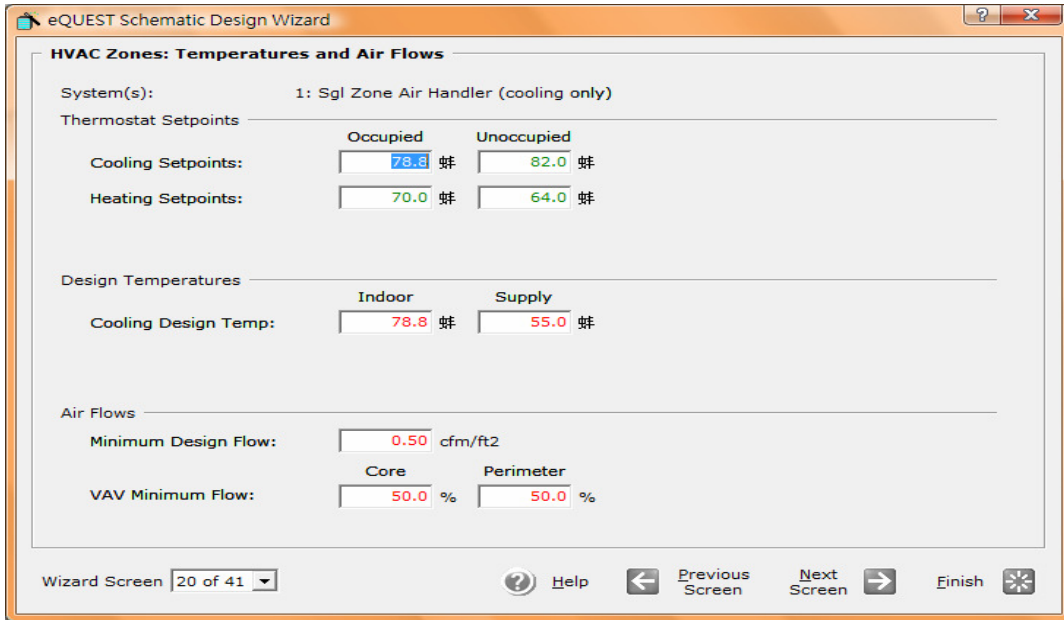 eQUEST Schematic Design Wizard
HVAC Zones: Temperatures and Air Flows
System(s): 1: Sgl Zone Air Handler (cooling only)
Thermostat Setpoints
Occupied Unoccupied
Cooling Setpoints: 78.8 蚌 82.0 蚌
Heating Setpoints: 70.0 蚌 64.0 蚌
Design Temperatures
Indoor Supply
Cooling Design Temp: 78.8 蚌 55.0 蚌
Air Flows
Minimum Design Flow: 0.50 cfm/ft2
Core Perimeter
VAV Minimum Flow: 50.0 % 50.0 %
Wizard Screen 20 of 41 ? Help Previous Screen Next Screen Finish